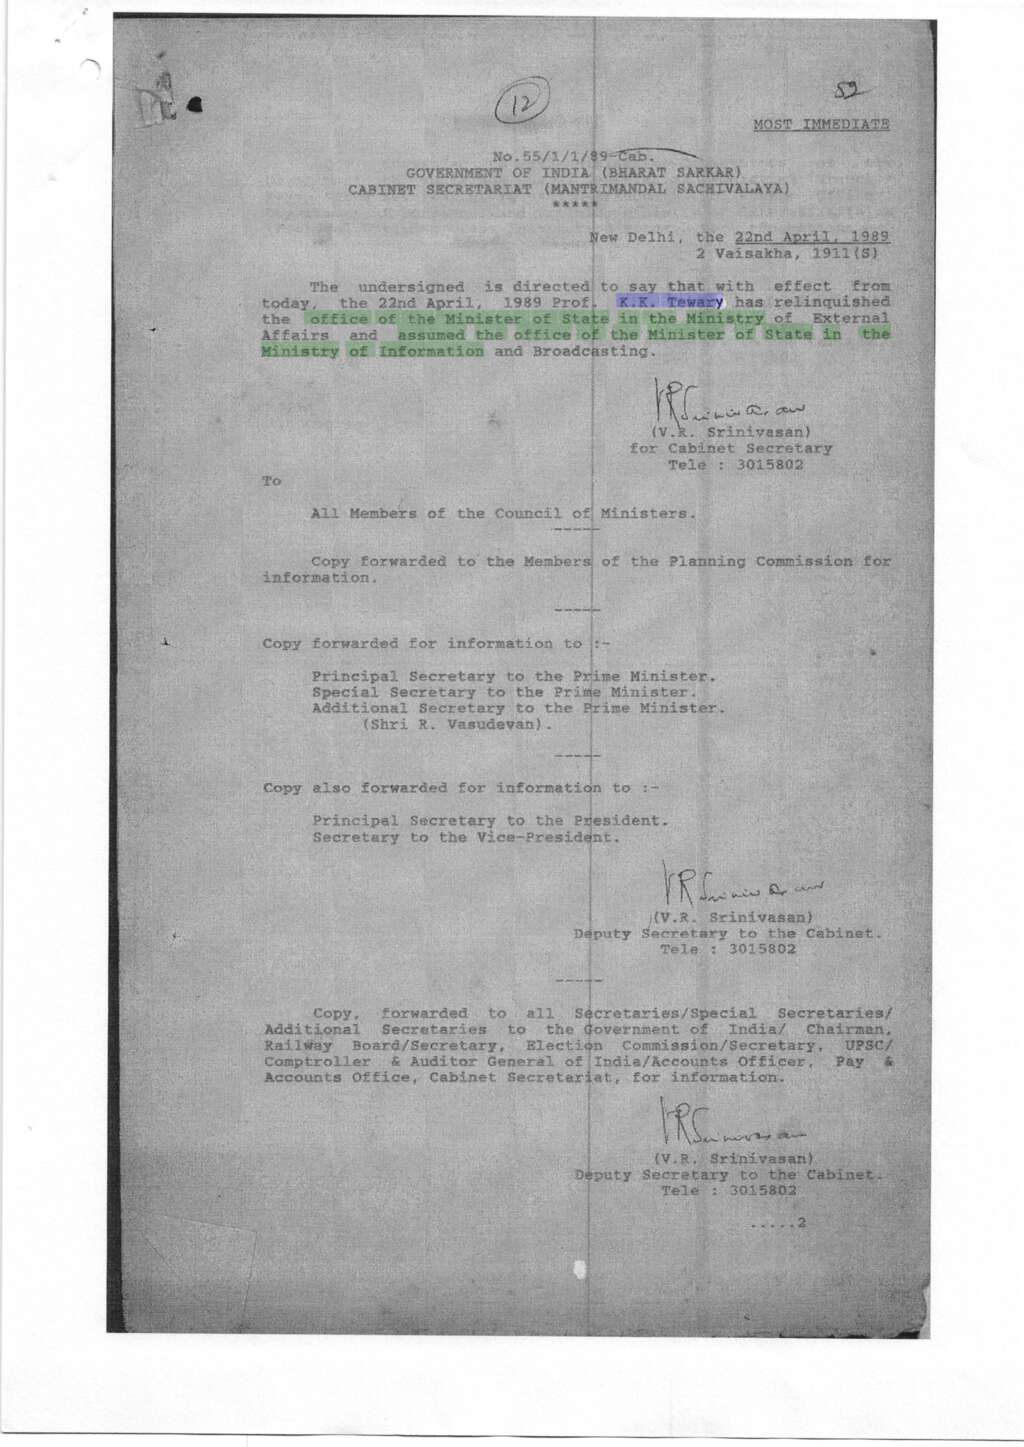 12
52
MOST IMMEDIATE
No.55/1/1/89-Cab.
GOVERNMENT OF INDIA (BHARAT SARKAR)
CABINET SECRETARIAT (MANTRIMANDAL SACHIVALAYA)
*****
New Delhi, the 22nd April, 1989
2 Vaisakha, 1911(S)
The undersigned is directed to say that with effect from
today, the 22nd April, 1989 Prof. K.K. Tewary has relinquished
the office of the Minister of State in the Ministry of External
Affairs and assumed the office of the Minister of State in the
Ministry of Information and Broadcasting.
VRSrinivasan
(V.R. Srinivasan)
for Cabinet Secretary
Tele : 3015802
To
All Members of the Council of Ministers.
-----
Copy forwarded to the Members of the Planning Commission for
information.
-----
Copy forwarded for information to :-
Principal Secretary to the Prime Minister.
Special Secretary to the Prime Minister.
Additional Secretary to the Prime Minister.
(Shri R. Vasudevan).
-----
Copy also forwarded for information to :-
Principal Secretary to the President.
Secretary to the Vice-President.
VRSrinivasan
(V.R. Srinivasan)
Deputy Secretary to the Cabinet.
Tele : 3015802
-----
Copy, forwarded to all Secretaries/Special Secretaries/
Additional Secretaries to the Government of India/ Chairman,
Railway Board/Secretary, Election Commission/Secretary, UPSC/
Comptroller & Auditor General of India/Accounts Officer, Pay &
Accounts Office, Cabinet Secretariat, for information.
VRSrinivasan
(V.R. Srinivasan)
Deputy Secretary to the Cabinet.
Tele : 3015802
.....2